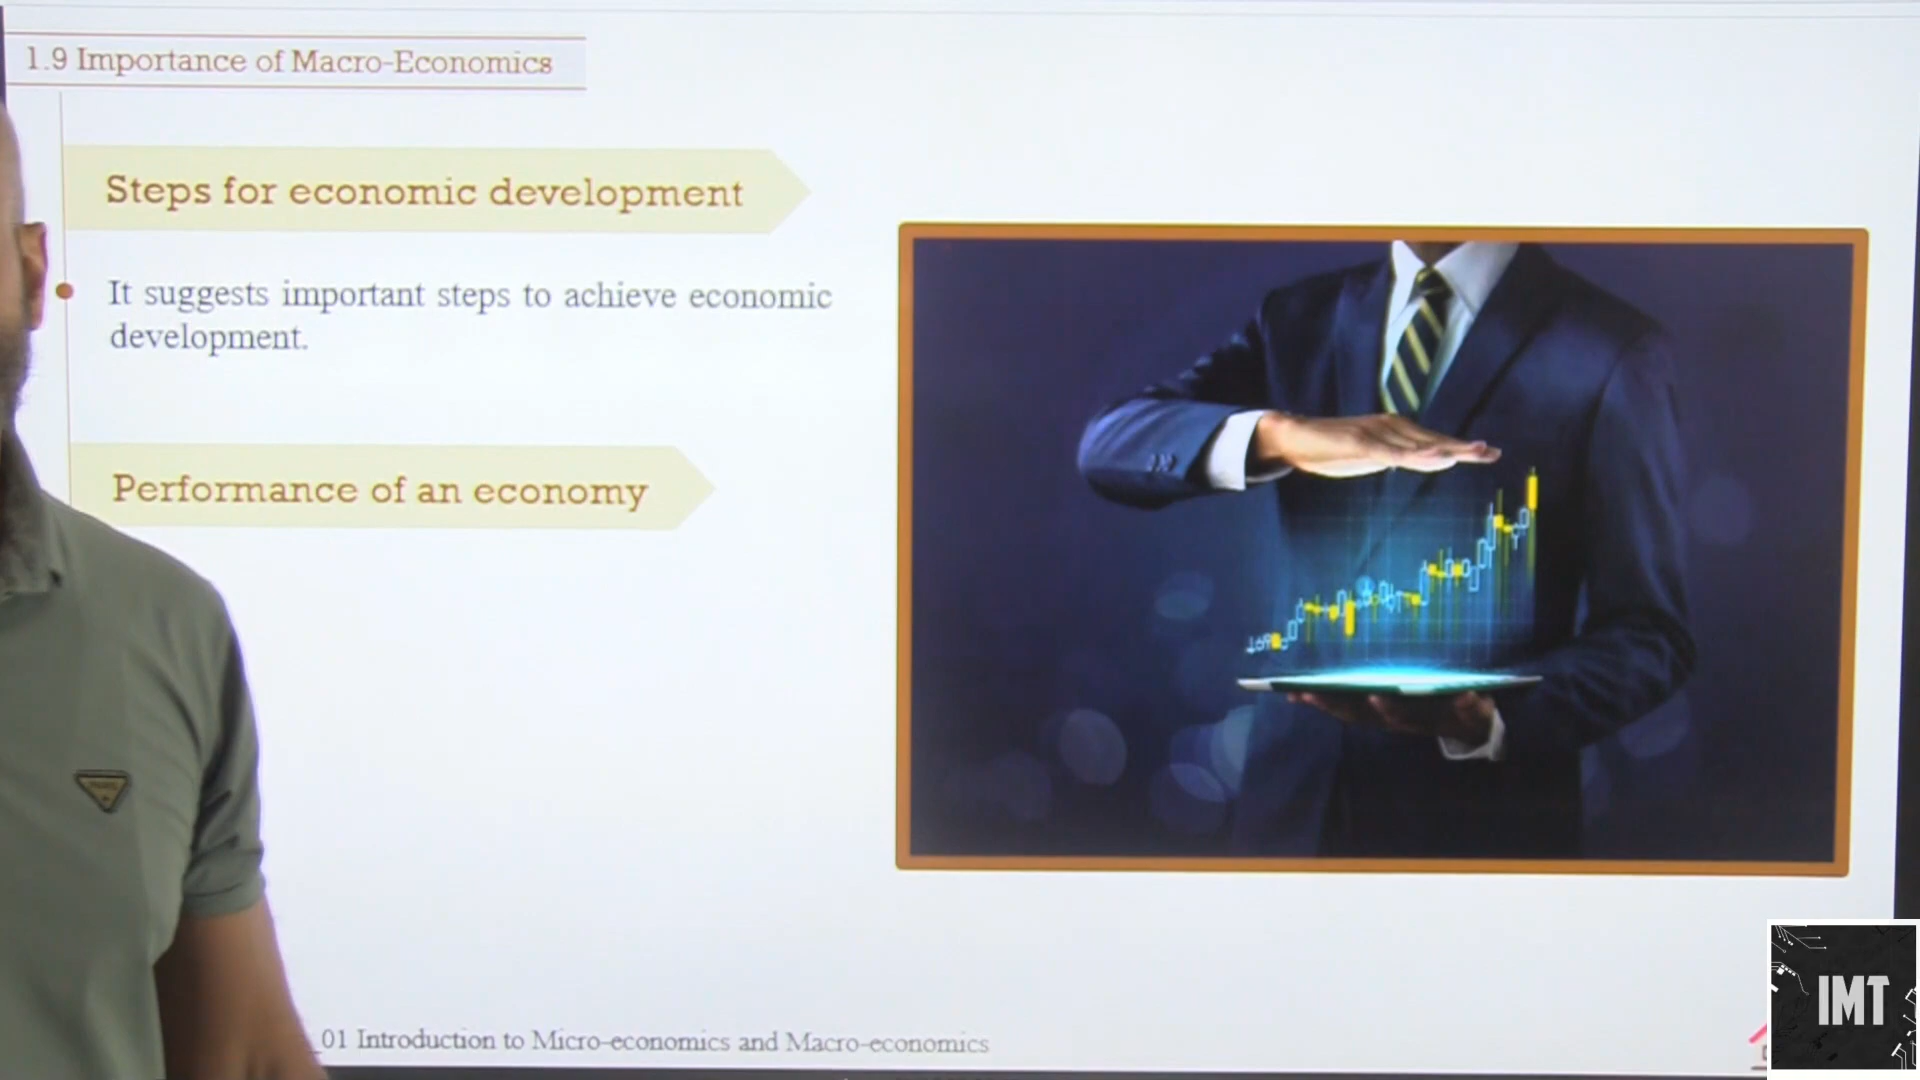 1.9 Importance of Macro-Economics
Steps for economic development
It suggests important steps to achieve economic
development.
Performance of an economy
01 Introduction to Micro-economics and Macro-economics
IMT